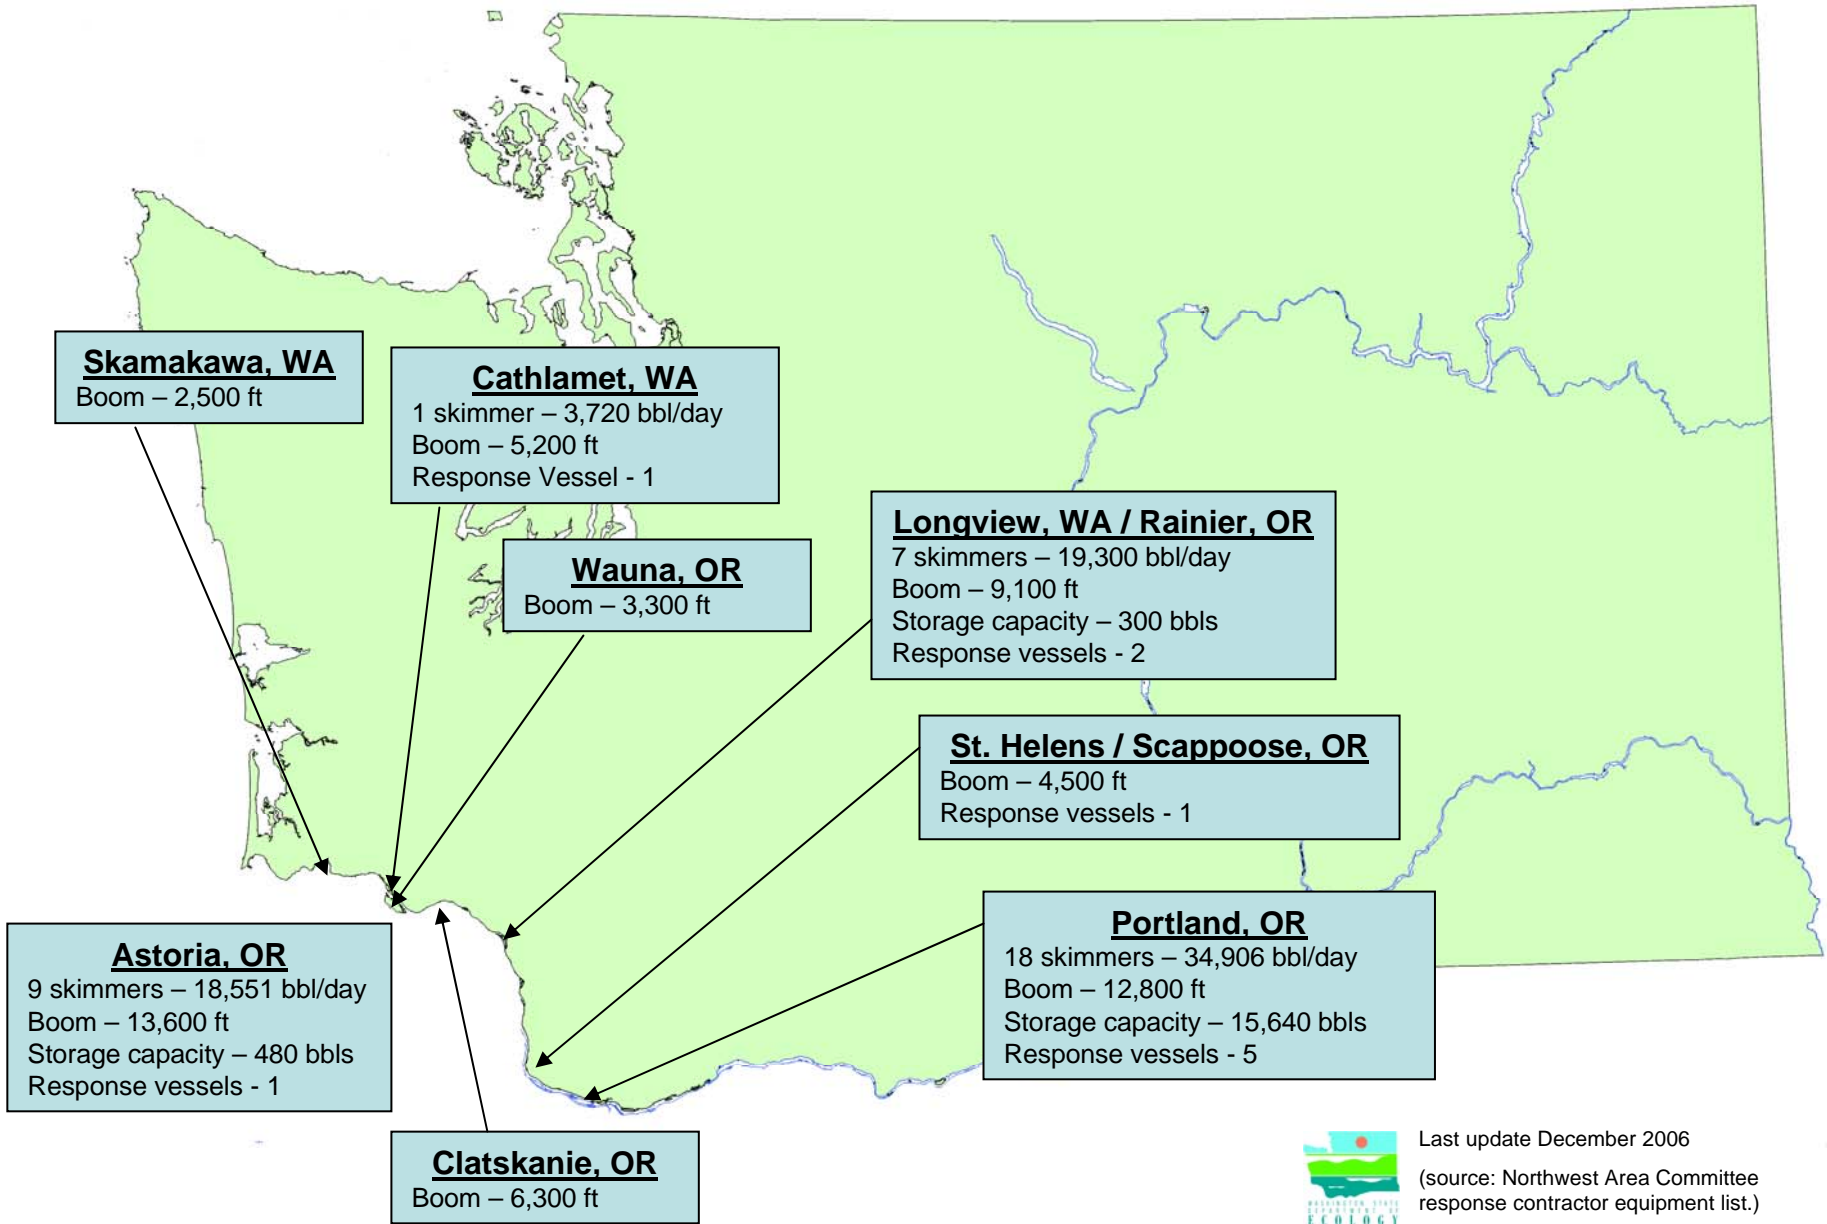 Skamakawa, WA
Boom – 2,500 ft
Cathlamet, WA
1 skimmer – 3,720 bbl/day
Boom – 5,200 ft
Response Vessel - 1
Wauna, OR
Boom – 3,300 ft
Longview, WA / Rainier, OR
7 skimmers – 19,300 bbl/day
Boom – 9,100 ft
Storage capacity – 300 bbls
Response vessels - 2
St. Helens / Scappoose, OR
Boom – 4,500 ft
Response vessels - 1
Portland, OR
18 skimmers – 34,906 bbl/day
Boom – 12,800 ft
Storage capacity – 15,640 bbls
Response vessels - 5
Astoria, OR
9 skimmers – 18,551 bbl/day
Boom – 13,600 ft
Storage capacity – 480 bbls
Response vessels - 1
Clatskanie, OR
Boom – 6,300 ft
WASHINGTON STATE
DEPARTMENT OF
ECOLOGY
Last update December 2006
(source: Northwest Area Committee
response contractor equipment list.)